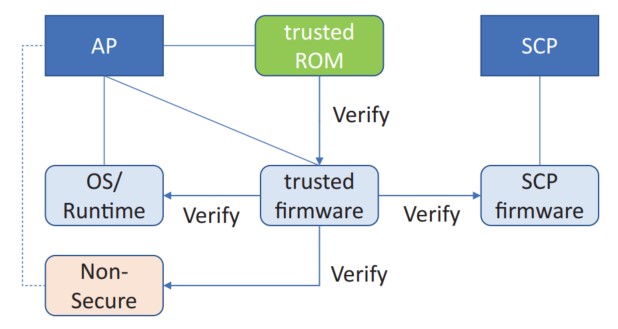 AP
trusted
ROM
SCP
Verify
OS/
Runtime
Verify
trusted
firmware
Verify
SCP
firmware
Non-
Secure
Verify